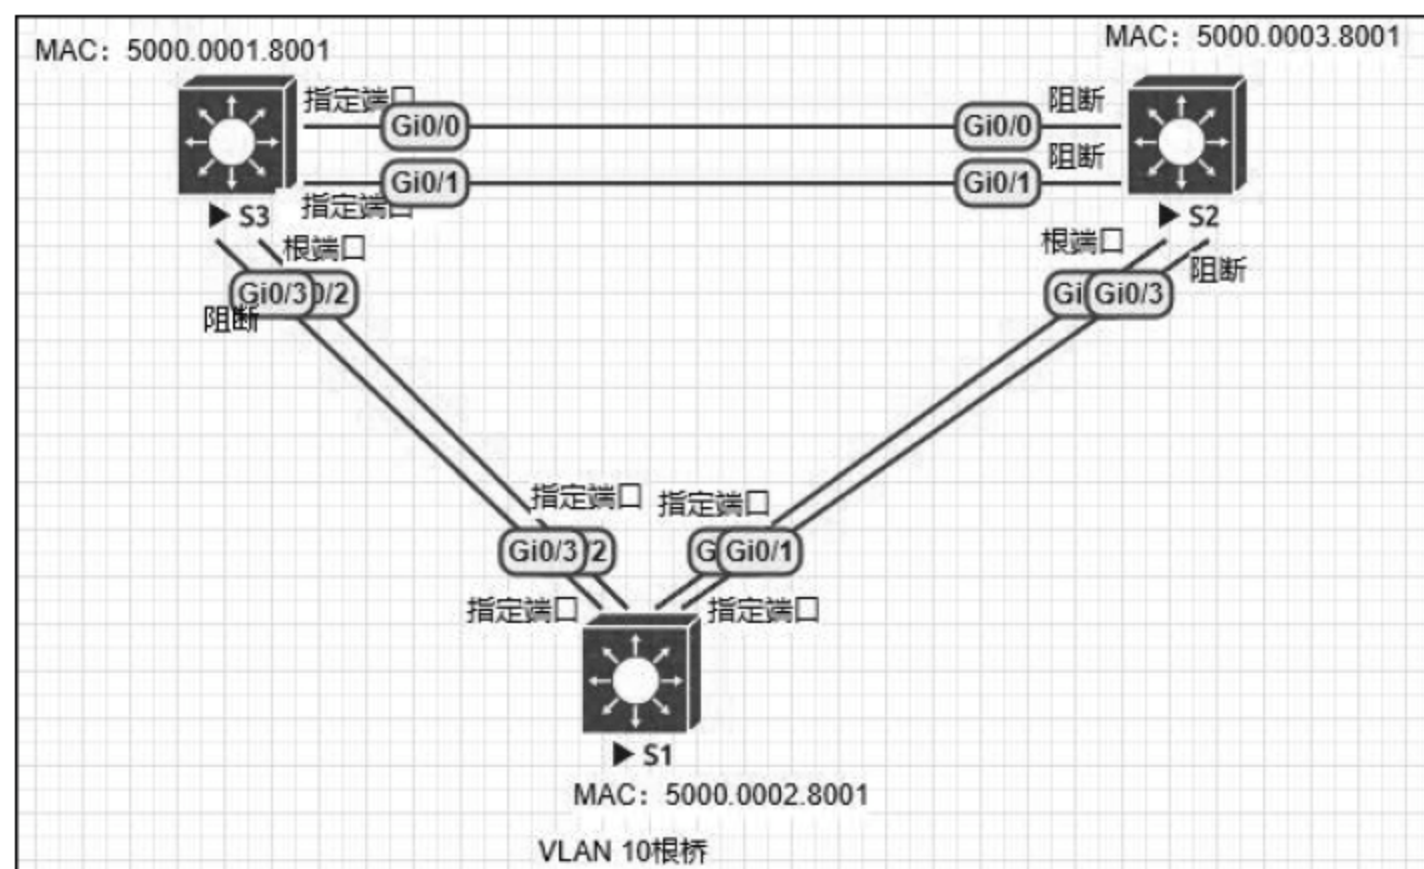 MAC：5000.0001.8001
MAC：5000.0003.8001
指定端口
Gi0/0
Gi0/0
阻断
Gi0/1
Gi0/1
阻断
指定端口
S3
S2
根端口
根端口
Gi0/3
0/2
Gi
Gi0/3
阻断
阻断
指定端口
指定端口
Gi0/3
/2
G
Gi0/1
指定端口
指定端口
S1
MAC：5000.0002.8001
VLAN 10根桥